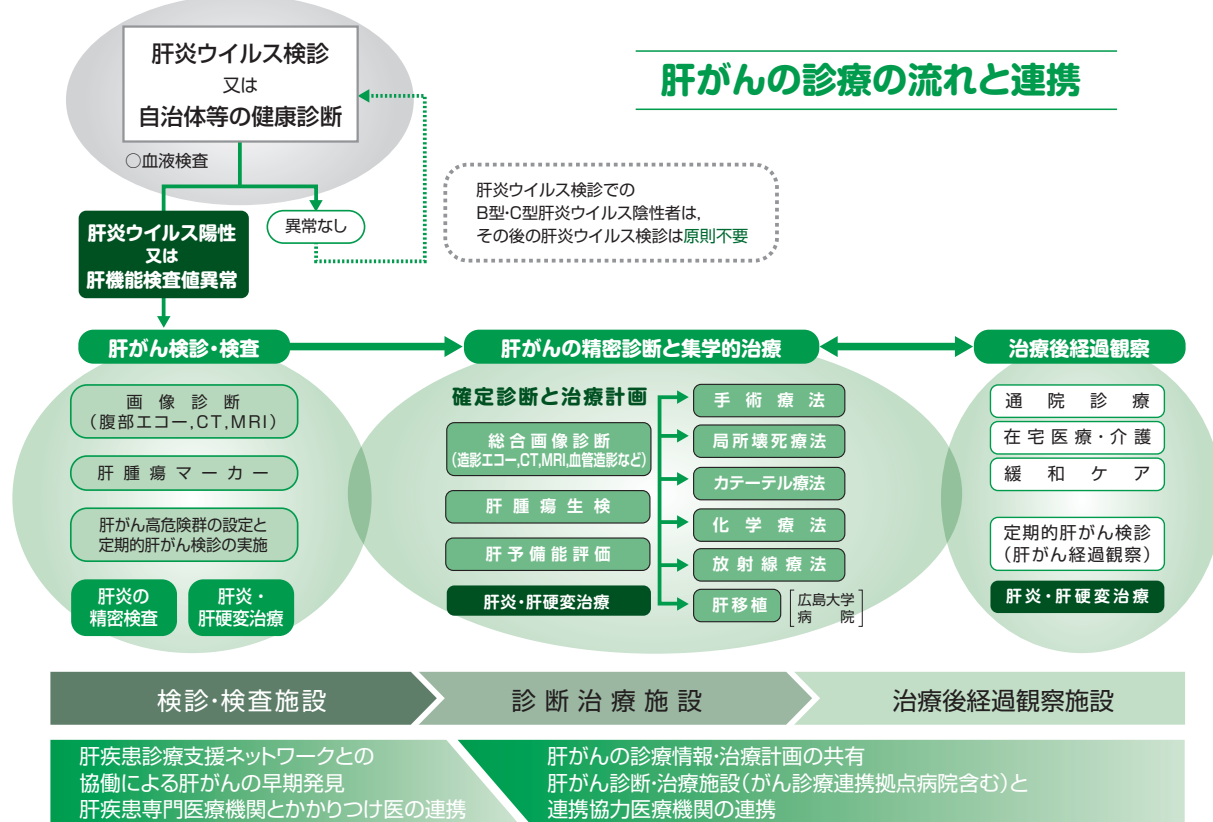 肝がんの診療の流れと連携
肝炎ウイルス検診
又は
自治体等の健康診断
○血液検査
肝炎ウイルス陽性
又は
肝機能検査値異常
異常なし
肝炎ウイルス検診での
B型・C型肝炎ウイルス陰性者は,
その後の肝炎ウイルス検診は原則不要
肝がん検診・検査
画像診断
(腹部エコー,CT,MRI)
肝腫瘍マーカー
肝がん高危険群の設定と
定期的肝がん検診の実施
肝炎の
精密検査
肝炎・
肝硬変治療
肝がんの精密診断と集学的治療
確定診断と治療計画
総合画像診断
(造影エコー,CT,MRI,血管造影など)
肝腫瘍生検
肝予備能評価
肝炎・肝硬変治療
手術療法
局所壊死療法
カテーテル療法
化学療法
放射線療法
肝移植
[広島大学
病院]
治療後経過観察
通院診療
在宅医療・介護
緩和ケア
定期的肝がん検診
(肝がん経過観察)
肝炎・肝硬変治療
検診・検査施設
診断治療施設
治療後経過観察施設
肝疾患診療支援ネットワークとの
協働による肝がんの早期発見
肝疾患専門医療機関とかかりつけ医の連携
肝がんの診療情報・治療計画の共有
肝がん診断・治療施設(がん診療連携拠点病院含む)と
連携協力医療機関の連携